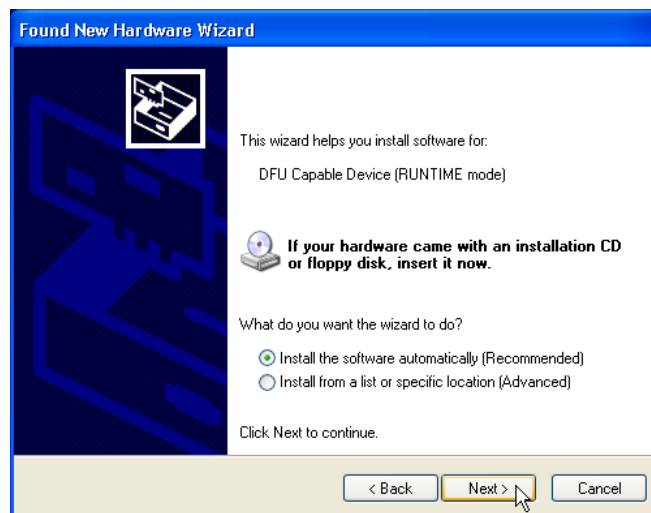 Found New Hardware Wizard
This wizard helps you install software for:
DFU Capable Device (RUNTIME mode)
If your hardware came with an installation CD
or floppy disk, insert it now.
What do you want the wizard to do?
Install the software automatically (Recommended)
Install from a list or specific location (Advanced)
Click Next to continue.
< Back Next > Cancel